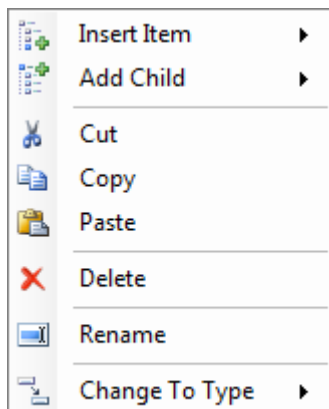 Insert Item
Add Child
Cut
Copy
Paste
Delete
Rename
Change To Type